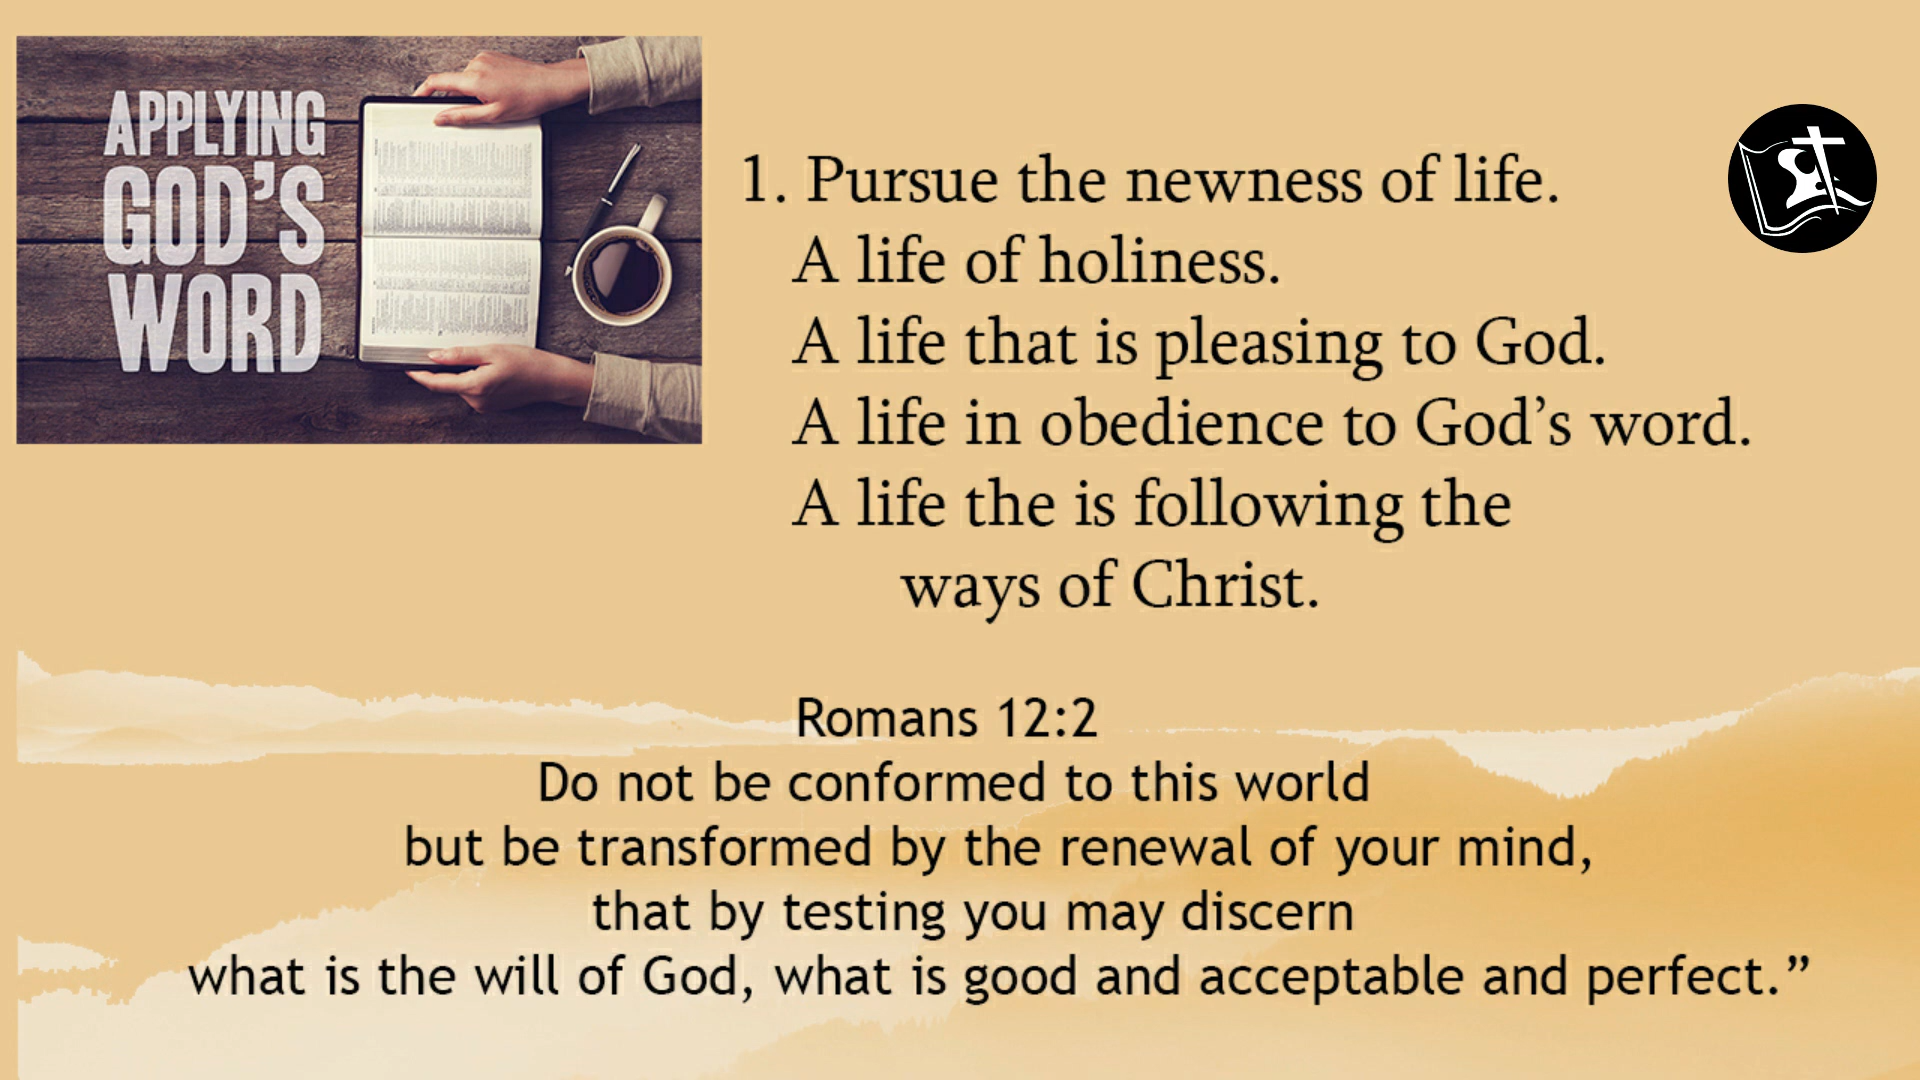 APPLYING
GOD'S
WORD
1. Pursue the newness of life.
A life of holiness.
A life that is pleasing to God.
A life in obedience to God’s word.
A life the is following the
ways of Christ.
Romans 12:2
Do not be conformed to this world
but be transformed by the renewal of your mind,
that by testing you may discern
what is the will of God, what is good and acceptable and perfect.”